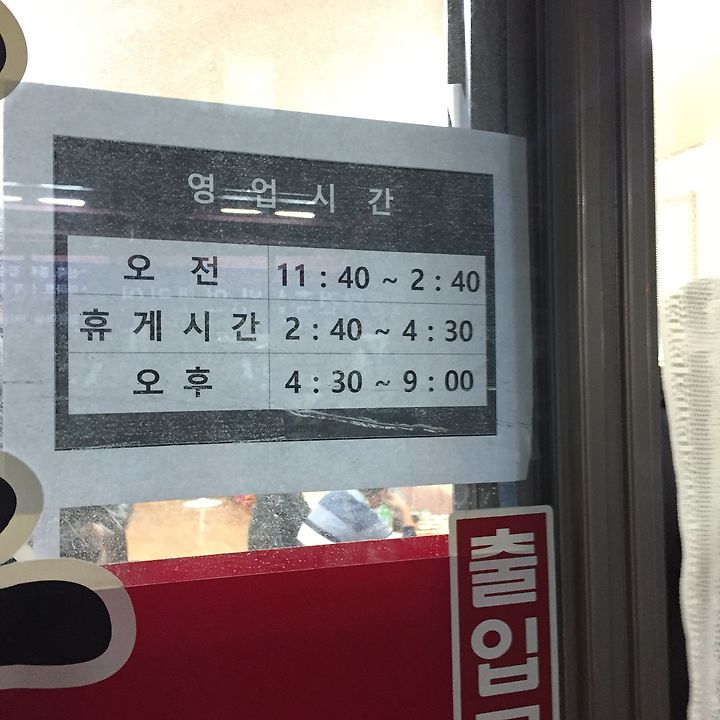 영 업 시 간
오 전 11 : 40 ~ 2 : 40
휴 게 시 간 2 : 40 ~ 4 : 30
오 후 4 : 30 ~ 9 : 00
출입